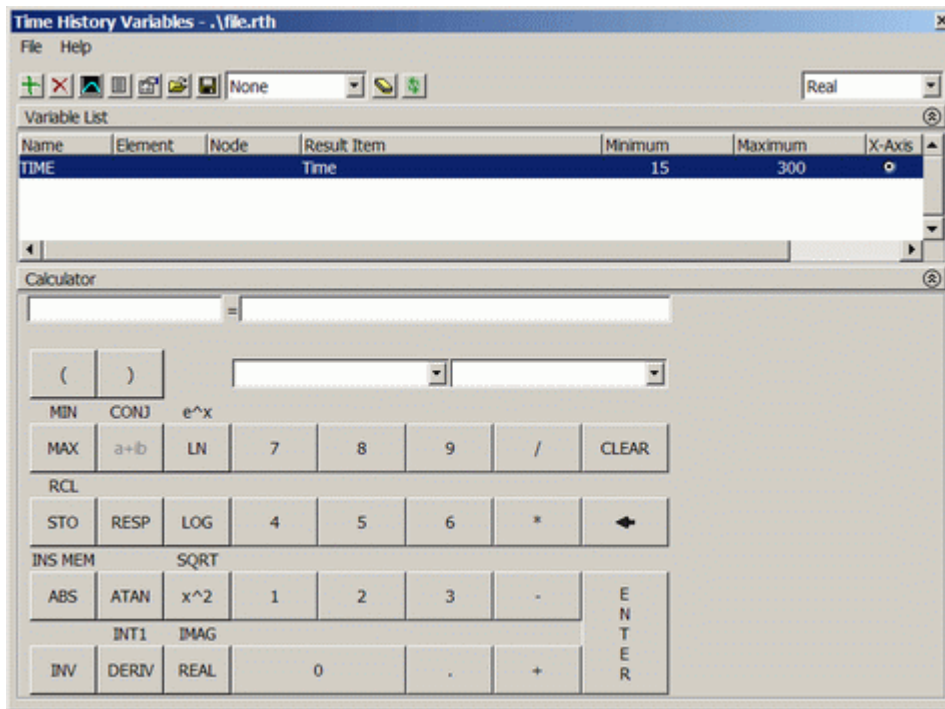 Time History Variables - .\file.rth
File Help
None Real
Variable List
Name Element Node Result Item Minimum Maximum X-Axis
TIME Time 15 300
Calculator
=
( )
MIN CONJ e^x
MAX a+ib LN 7 8 9 / CLEAR
RCL
STO RESP LOG 4 5 6 *
INS MEM SQRT
ABS ATAN x^2 1 2 3 - ENTER
INT1 IMAG
INV DERIV REAL 0 . +